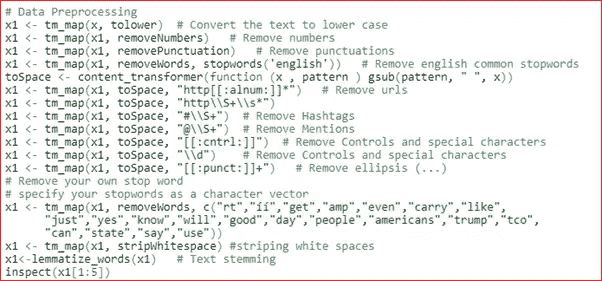 # Data Preprocessing
x1 <- tm_map(x, tolower)  # Convert the text to lower case
x1 <- tm_map(x1, removeNumbers)  # Remove numbers
x1 <- tm_map(x1, removePunctuation)  # Remove punctuations
x1 <- tm_map(x1, removeWords, stopwords('english'))  # Remove english common stopwords
toSpace <- content_transformer(function (x , pattern ) gsub(pattern, " ", x))
x1 <- tm_map(x1, toSpace, "http[[:alnum:]]*")  # Remove urls
x1 <- tm_map(x1, toSpace, "http\\S+\\s*")
x1 <- tm_map(x1, toSpace, "#\\S+")  # Remove Hashtags
x1 <- tm_map(x1, toSpace, "@\\S+")  # Remove Mentions
x1 <- tm_map(x1, toSpace, "[[:cntrl:]]")  # Remove Controls and special characters
x1 <- tm_map(x1, toSpace, "\\d")  # Remove Controls and special characters
x1 <- tm_map(x1, toSpace, "[[:punct:]]+")  # Remove ellipsis (...)
# Remove your own stop word
# specify your stopwords as a character vector
x1 <- tm_map(x1, removeWords, c("rt","íí","get","amp","even","carry","like",
"just","yes","know","will","good","day","people","americans","trump","tco",
"can","state","say","use"))
x1 <- tm_map(x1, stripWhitespace) #striping white spaces
x1<-lemmatize_words(x1)  # Text stemming
inspect(x1[1:5])